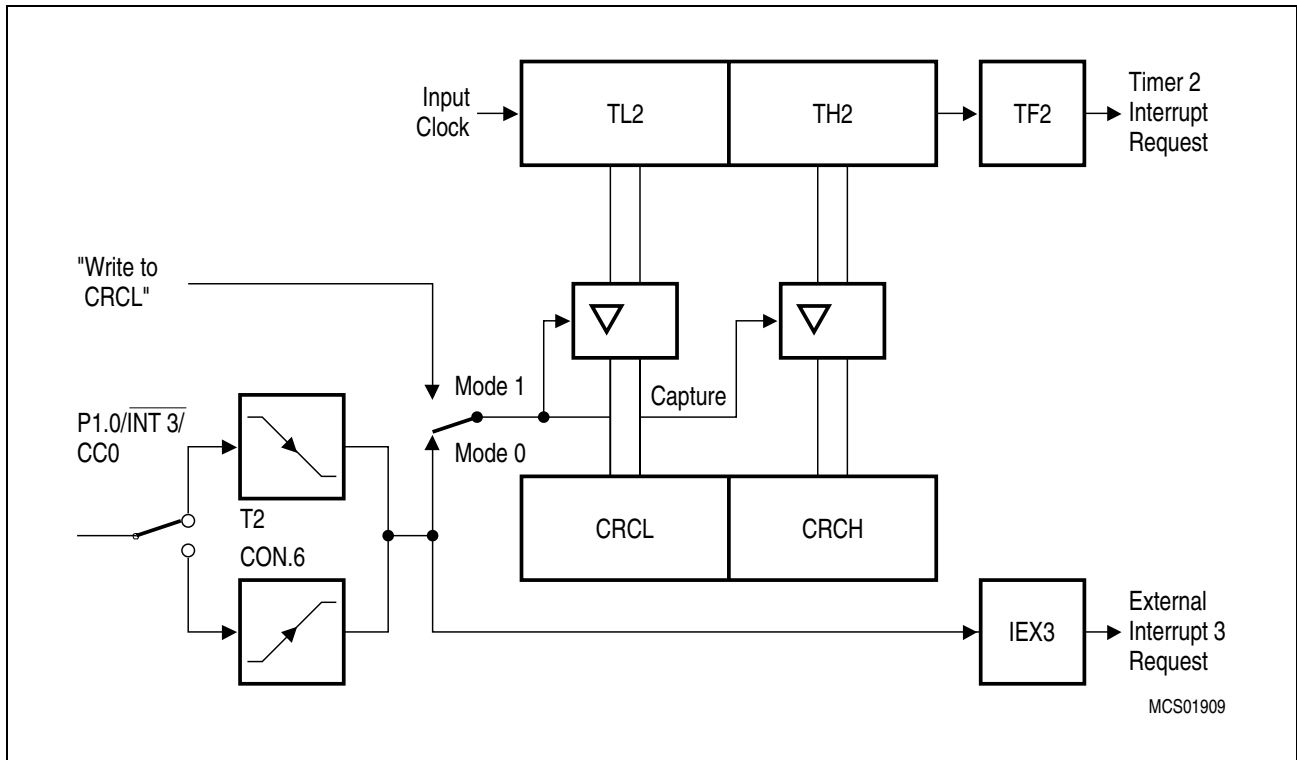 Input
Clock
TL2
TH2
TF2
Timer 2
Interrupt
Request
"Write to
CRCL"
Mode 1
Capture
P1.0/INT 3/
CC0
Mode 0
T2
CON.6
CRCL
CRCH
IEX3
External
Interrupt 3
Request
MCS01909